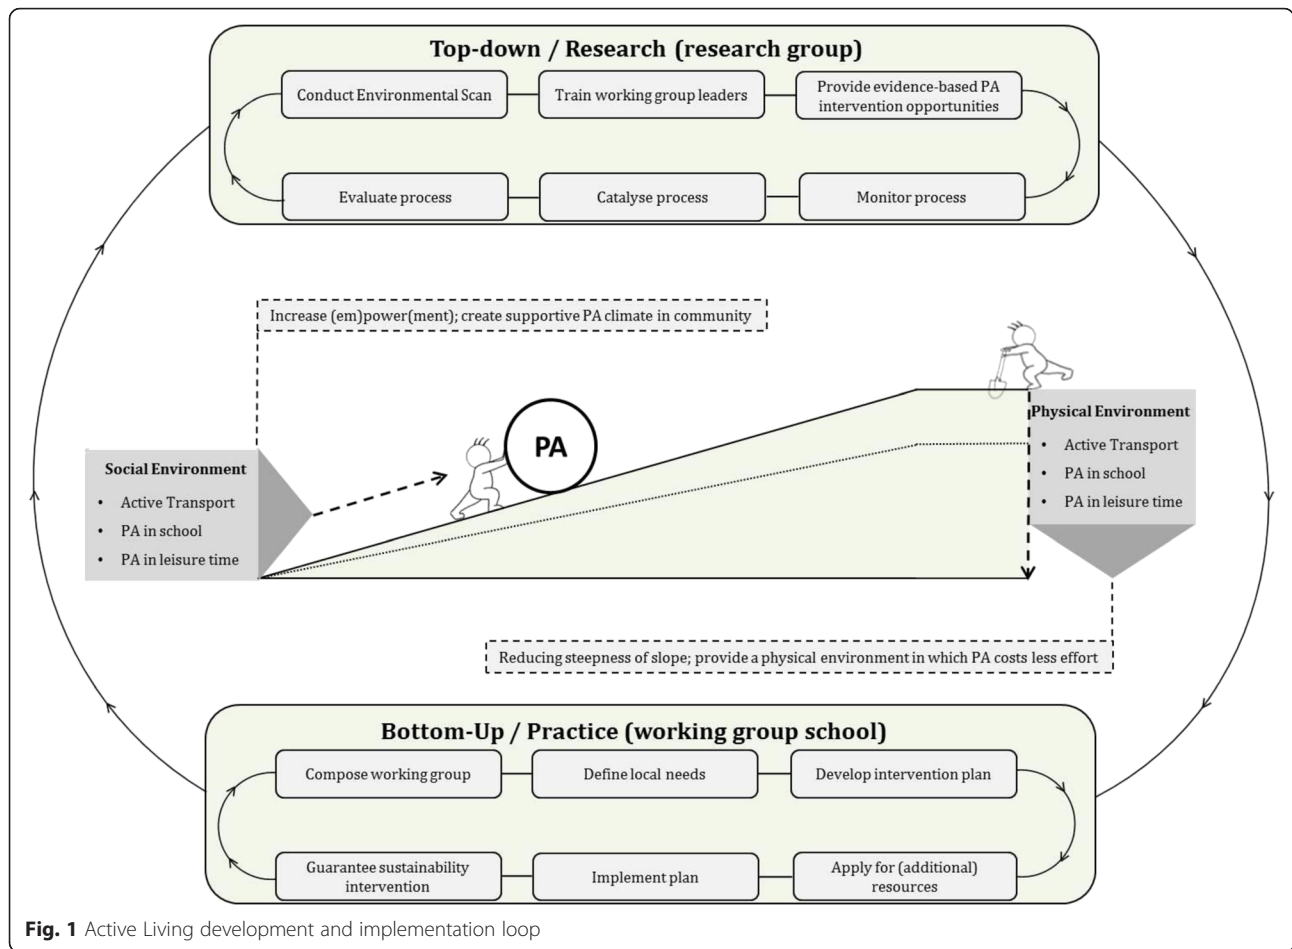 Top-down / Research (research group)
Conduct Environmental Scan
Train working group leaders
Provide evidence-based PA
intervention opportunities
Evaluate process
Catalyse process
Monitor process
Increase (em)power(ment); create supportive PA climate in community
PA
Social Environment
• Active Transport
• PA in school
• PA in leisure time
Physical Environment
• Active Transport
• PA in school
• PA in leisure time
Reducing steepness of slope; provide a physical environment in which PA costs less effort
Bottom-Up / Practice (working group school)
Compose working group
Define local needs
Develop intervention plan
Guarantee sustainability
intervention
Implement plan
Apply for (additional)
resources
Fig. 1 Active Living development and implementation loop